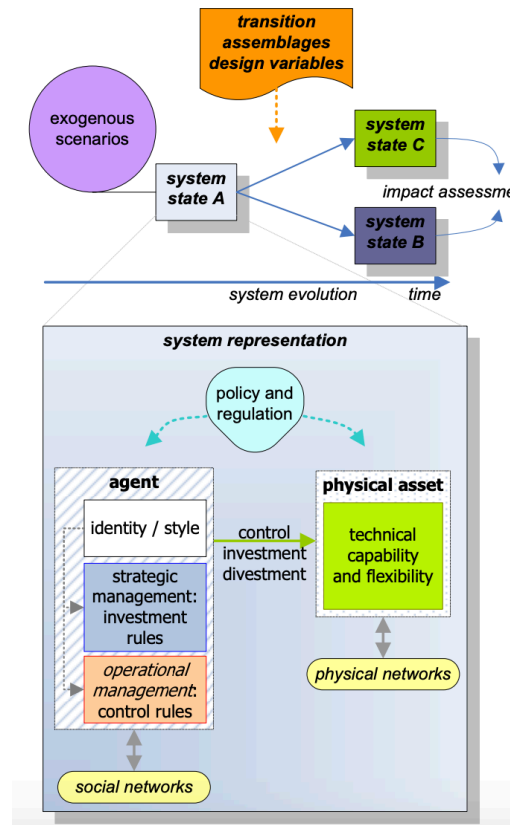 transition
assemblages
design variables
exogenous
scenarios
system
state A
system
state C
impact assessme
system
state B
system evolution
time
system representation
policy and
regulation
agent
identity / style
strategic
management:
investment
rules
operational
management:
control rules
control
investment
divestment
physical asset
technical
capability
and flexibility
physical networks
social networks